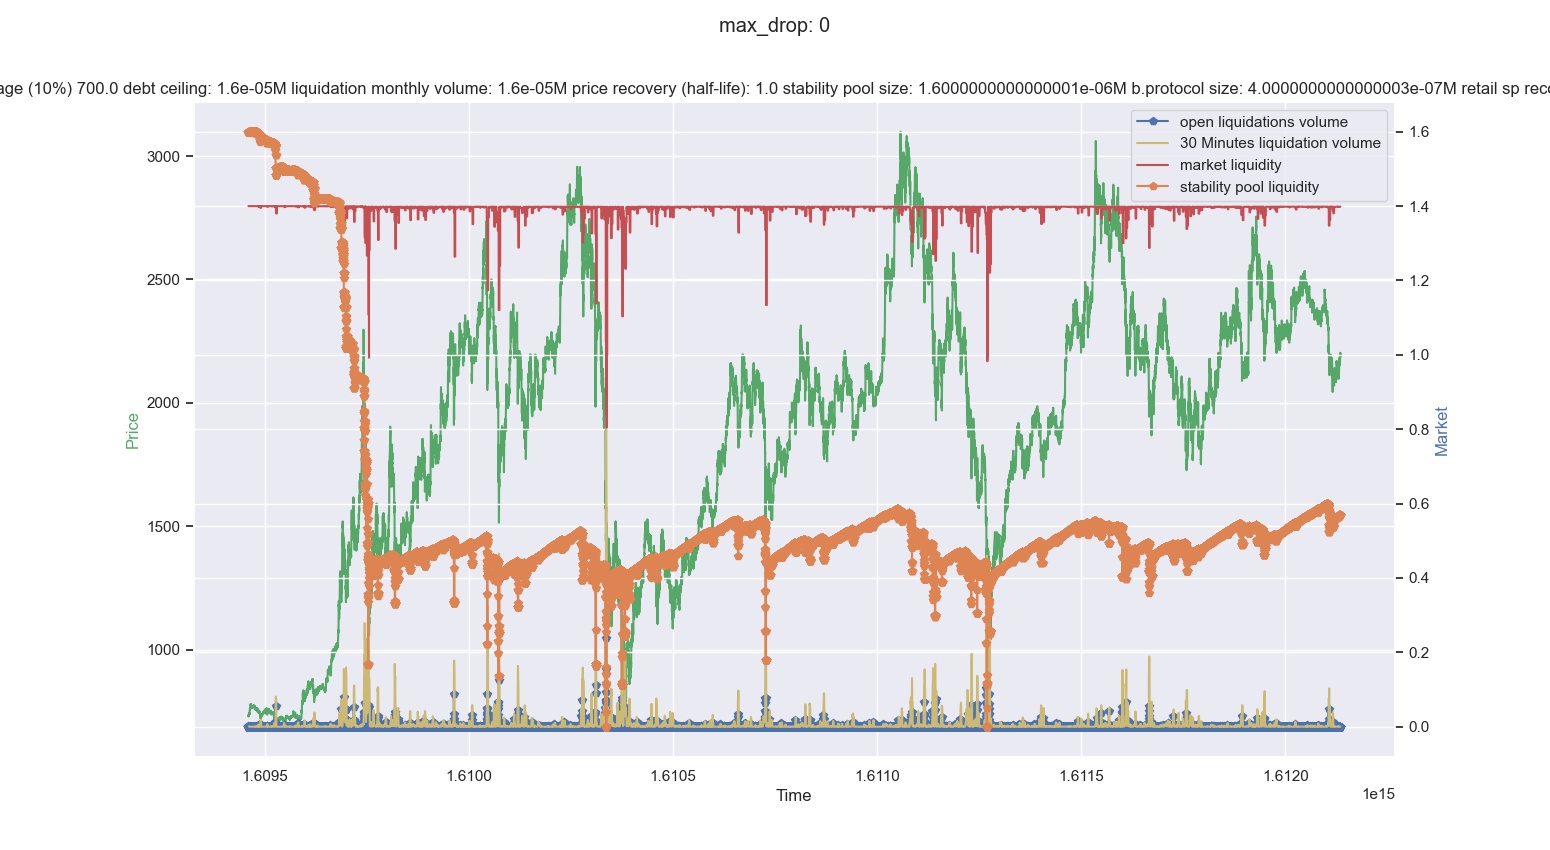 max_drop: 0
age (10%) 700.0 debt ceiling: 1.6e-05M liquidation monthly volume: 1.6e-05M price recovery (half-life): 1.0 stability pool size: 1.6000000000000001e-06M b.protocol size: 4.0000000000000003e-07M retail sp reco
open liquidations volume
30 Minutes liquidation volume
market liquidity
stability pool liquidity
3000
2500
2000
1500
1000
Price
1.6
1.4
1.2
1.0
0.8
0.6
0.4
0.2
0.0
Market
1.6095
1.6100
1.6105
1.6110
1.6115
1.6120
Time
1e15